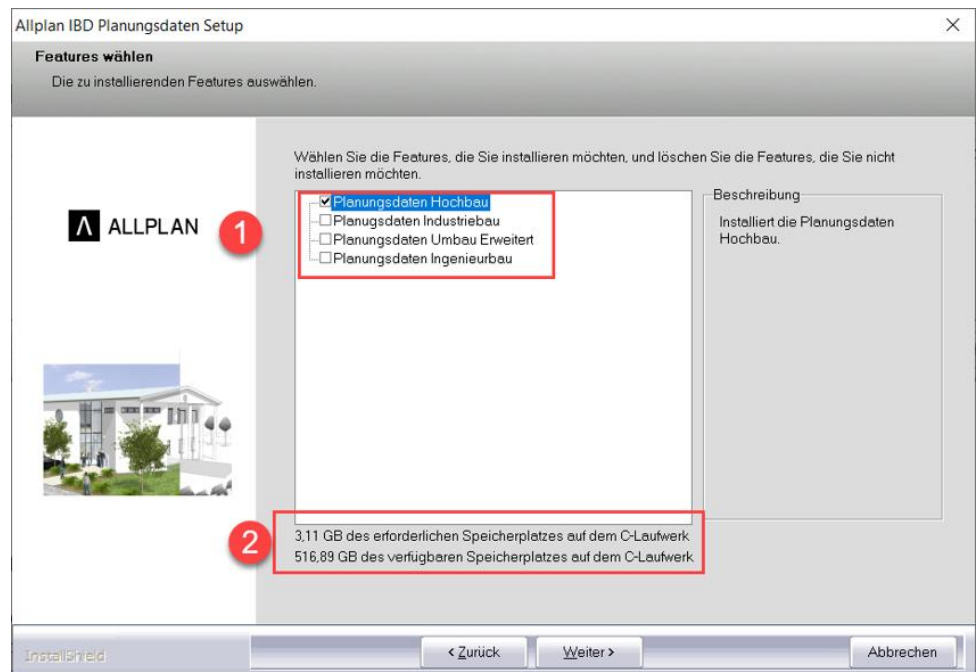 Allplan IBD Planungsdaten Setup
Features wählen
Die zu installierenden Features auswählen.
Wählen Sie die Features, die Sie installieren möchten, und löschen Sie die Features, die Sie nicht
installieren möchten.
ALLPLAN
1
Planungsdaten Hochbau
Planugsdaten Industriebau
Planungsdaten Umbau Erweitert
Planungsdaten Ingenieurbau
Beschreibung
Installiert die Planungsdaten
Hochbau.
2
3,11 GB des erforderlichen Speicherplatzes auf dem C-Laufwerk
516,89 GB des verfügbaren Speicherplatzes auf dem C-Laufwerk
InstallShield
< Zurück
Weiter >
Abbrechen